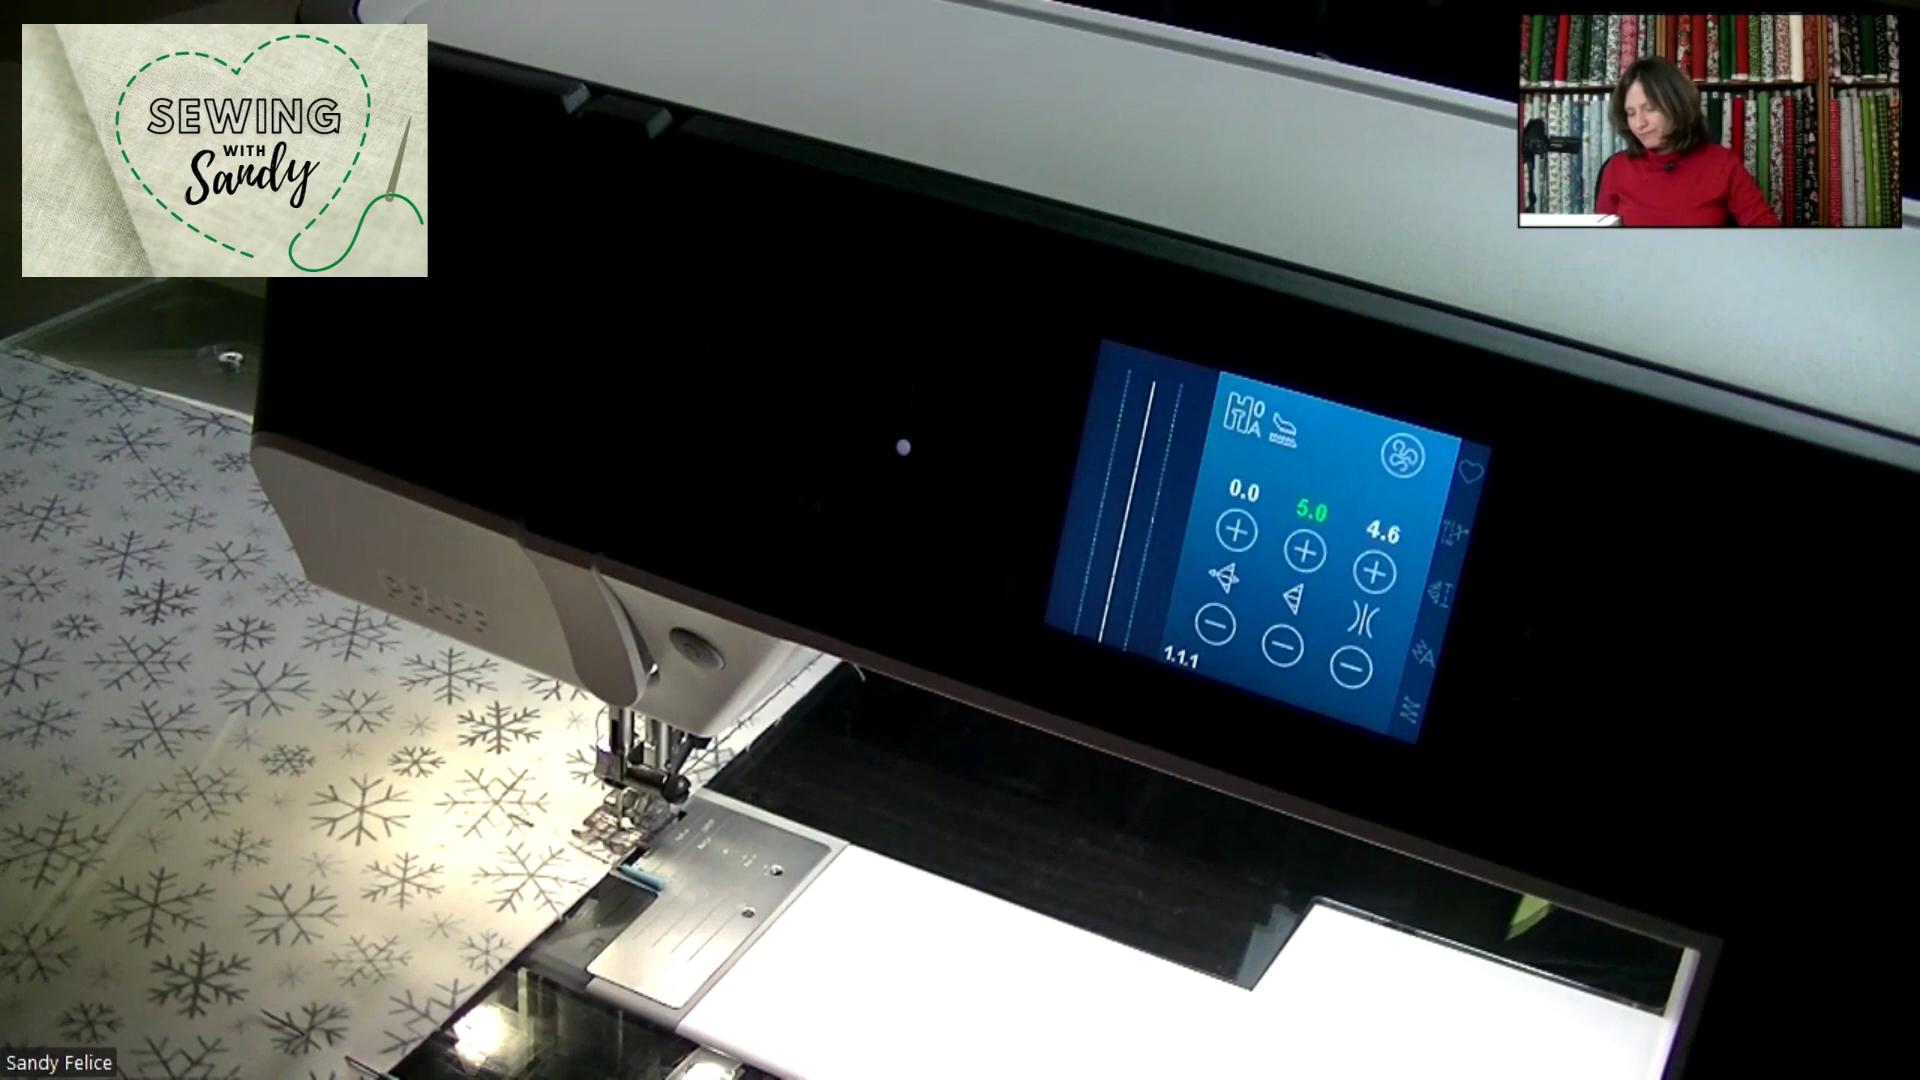 SEWING
WITH
Sandy
0.0
5.0
4.6
1.1.1
Sandy Felice